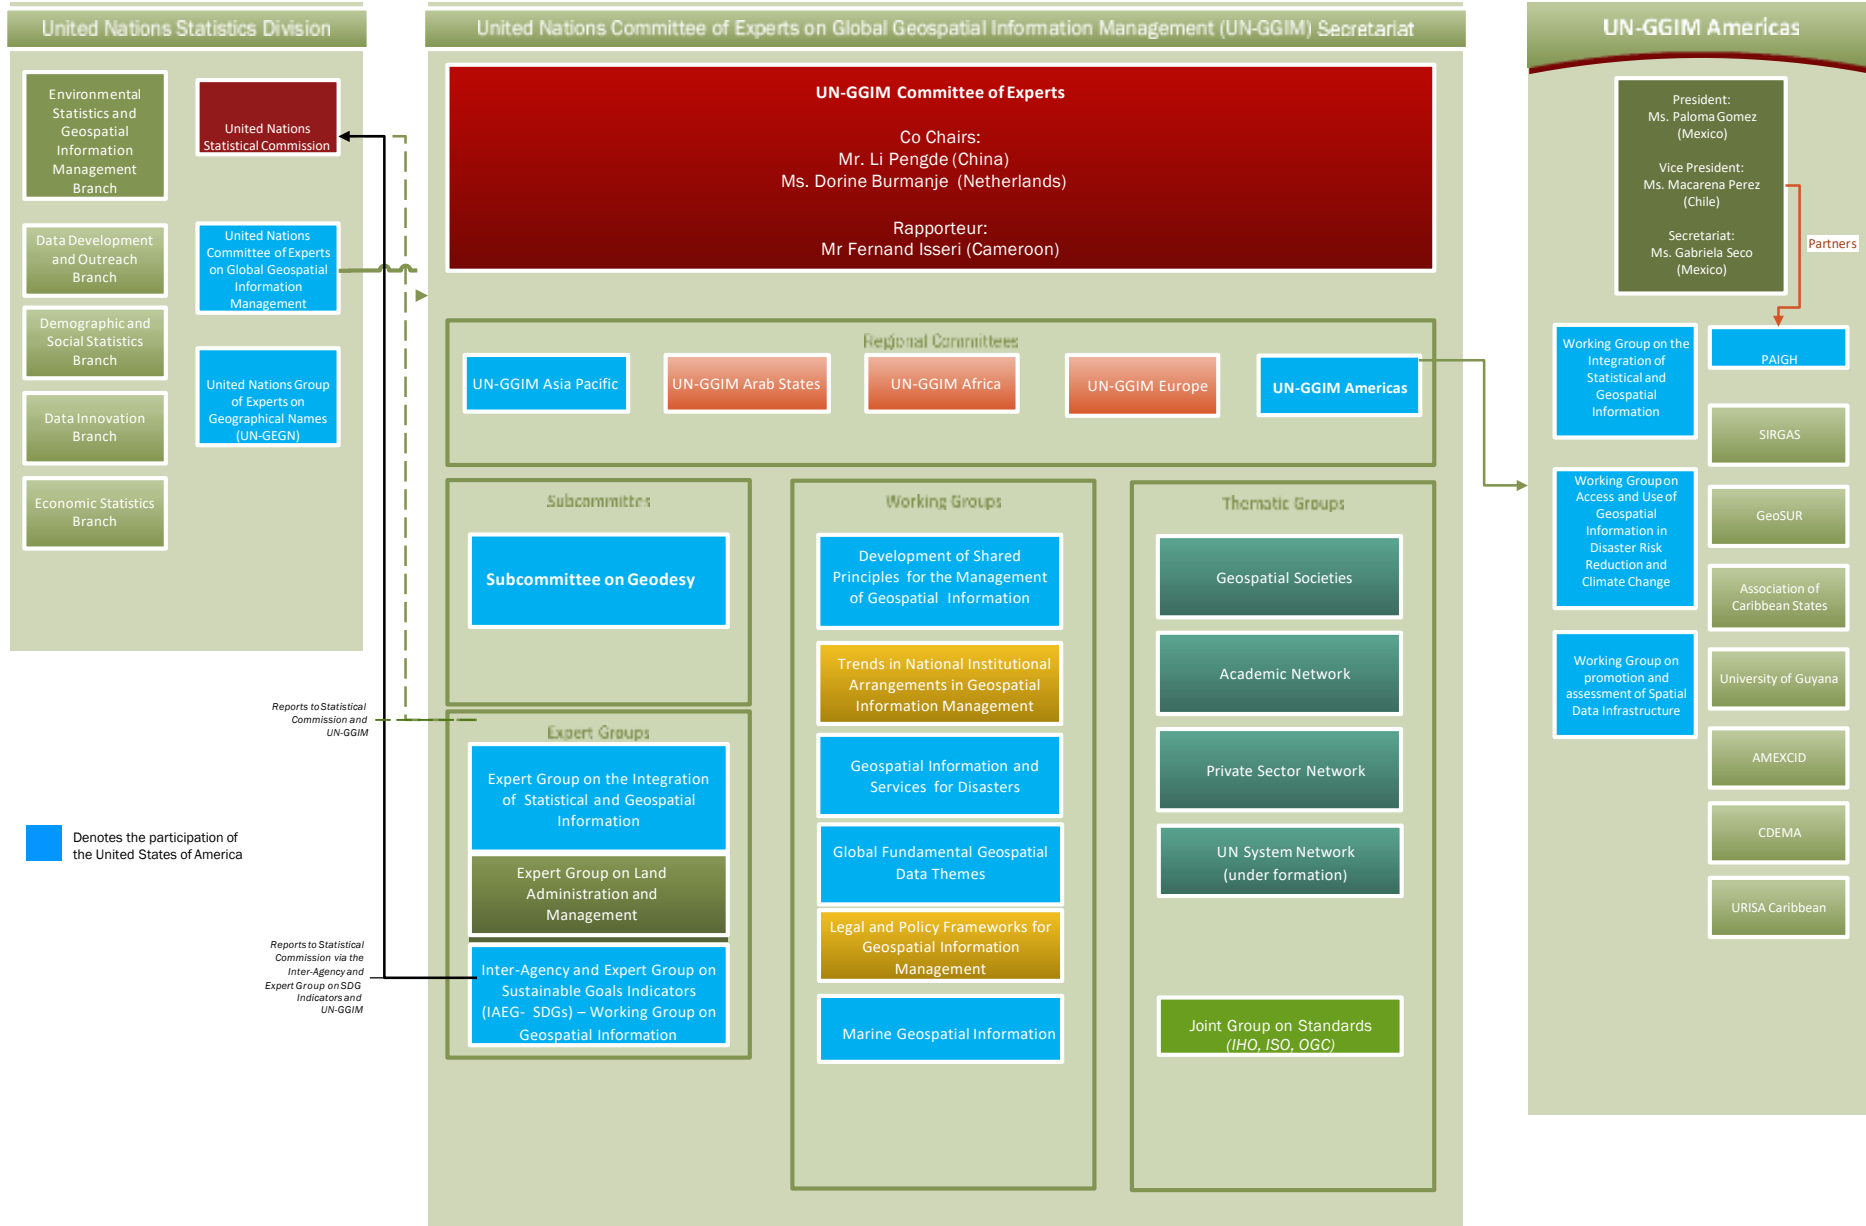 United Nations Statistics Division
Environmental
Statistics and
Geospatial
Information
Management
Branch
Data Development
and Outreach
Branch
Demographic and
Social Statistics
Branch
Data Innovation
Branch
Economic Statistics
Branch
United Nations
Statistical Commission
United Nations
Committee of Experts
on Global Geospatial
Information
Management
United Nations Group
of Experts on
Geographical Names
(UN-GEGN)
Reports to Statistical
Commission and
UN-GGIM
Denotes the participation of
the United States of America
Reports to Statistical
Commission via the
Inter-Agency and
Expert Group on SDG
Indicators and
UN-GGIM
United Nations Committee of Experts on Global Geospatial Information Management (UN-GGIM) Secretariat
UN-GGIM Committee of Experts
Co Chairs:
Mr. Li Pengde (China)
Ms. Dorine Burmanje (Netherlands)
Rapporteur:
Mr Fernand Isseri (Cameroon)
Regional Committees
UN-GGIM Asia Pacific
UN-GGIM Arab States
UN-GGIM Africa
UN-GGIM Europe
UN-GGIM Americas
Subcommittes
Subcommittee on Geodesy
Expert Groups
Expert Group on the Integration
of Statistical and Geospatial
Information
Expert Group on Land
Administration and
Management
Inter-Agency and Expert Group on
Sustainable Goals Indicators
(IAEG- SDGs) – Working Group on
Geospatial Information
Working Groups
Development of Shared
Principles for the Management
of Geospatial Information
Trends in National Institutional
Arrangements in Geospatial
Information Management
Geospatial Information and
Services for Disasters
Global Fundamental Geospatial
Data Themes
Legal and Policy Frameworks for
Geospatial Information
Management
Marine Geospatial Information
Thematic Groups
Geospatial Societies
Academic Network
Private Sector Network
UN System Network
(under formation)
Joint Group on Standards
(IHO, ISO, OGC)
UN-GGIM Americas
President:
Ms. Paloma Gomez
(Mexico)
Vice President:
Ms. Macarena Perez
(Chile)
Secretariat:
Ms. Gabriela Seco
(Mexico)
Partners
Working Group on the
Integration of
Statistical and
Geospatial
Information
Working Group on
Access and Use of
Geospatial
Information in
Disaster Risk
Reduction and
Climate Change
Working Group on
promotion and
assessment of Spatial
Data Infrastructure
PAIGH
SIRGAS
GeoSUR
Association of
Caribbean States
University of Guyana
AMEXCID
CDEMA
URISA Caribbean